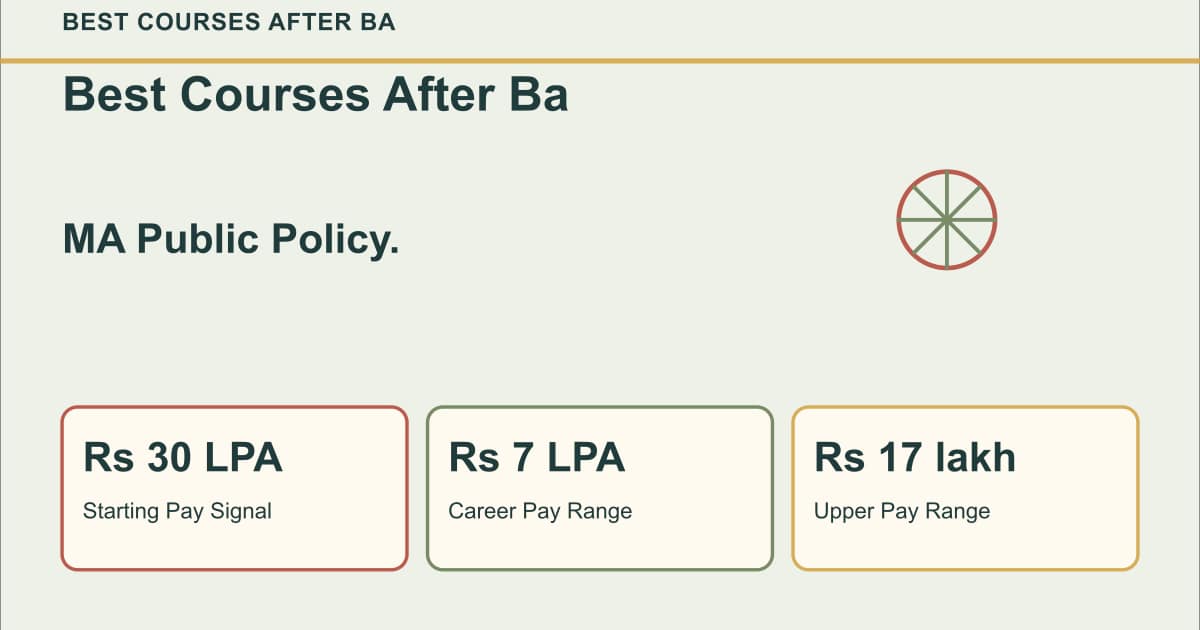 BEST COURSES AFTER BA
Best Courses After Ba
MA Public Policy.
Rs 30 LPA
Starting Pay Signal
Rs 7 LPA
Career Pay Range
Rs 17 lakh
Upper Pay Range